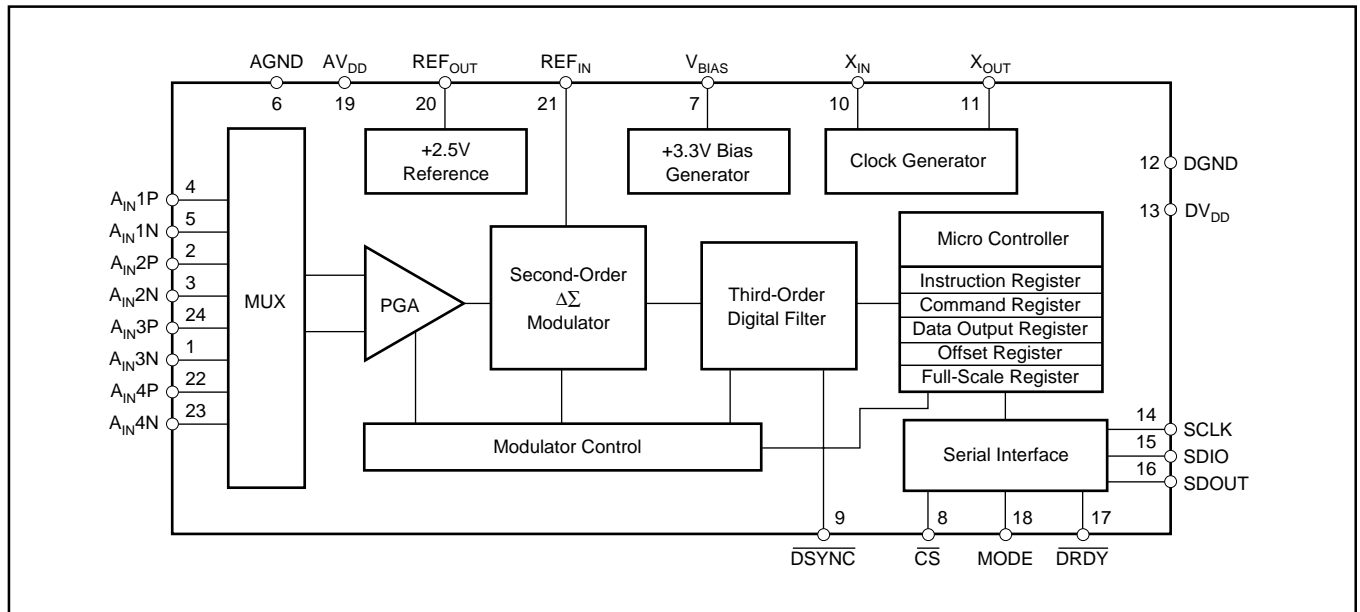 AGND AVDD REFOUT REFIN VBIAS XIN XOUT
6 19 20 21 7 10 11
+2.5V
Reference
+3.3V Bias
Generator
Clock Generator
12 DGND
13 DVDD
AIN1P 4
AIN1N 5
AIN2P 2
AIN2N 3
AIN3P 24
AIN3N 1
AIN4P 22
AIN4N 23
MUX
PGA
Second-Order
ΔΣ
Modulator
Third-Order
Digital Filter
Micro Controller
Instruction Register
Command Register
Data Output Register
Offset Register
Full-Scale Register
Modulator Control
Serial Interface
14 SCLK
15 SDIO
16 SDOUT
9 8 18 17
DSYNC CS MODE DRDY